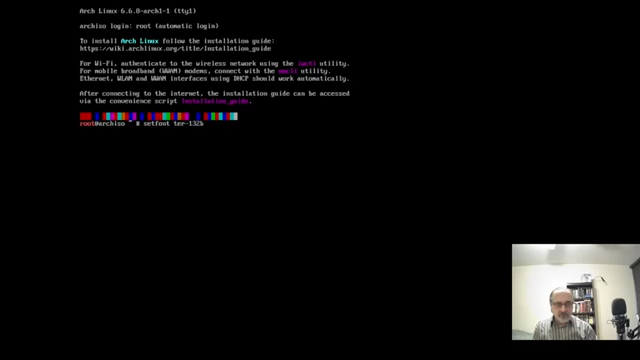 Arch Linux 6.6.8-arch1-1 (tty1)
archiso login: root (automatic login)
To install Arch Linux follow the installation guide:
https://wiki.archlinux.org/title/Installation_guide
For Wi-Fi, authenticate to the wireless network using the iwctl utility.
For mobile broadband (WWAN) modems, connect with the mmcli utility.
Ethernet, WLAN and WWAN interfaces using DHCP should work automatically.
After connecting to the internet, the installation guide can be accessed
via the convenience script Installation_guide.
root@archiso ~ # setfont ter-132b